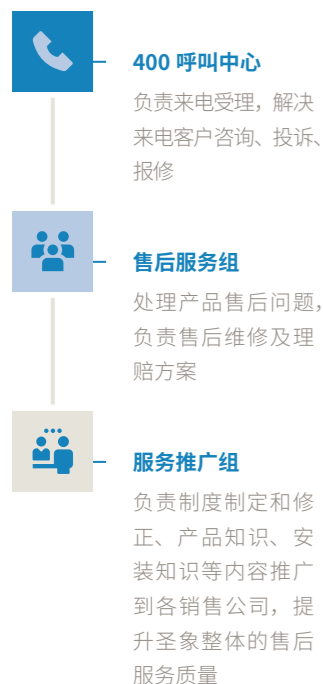 400 呼叫中心
负责来电受理，解决
来电客户咨询、投诉、
报修
售后服务组
处理产品售后问题，
负责售后维修及理
赔方案
服务推广组
负责制度制定和修
正、产品知识、安
装知识等内容推广
到各销售公司，提
升圣象整体的售后
服务质量